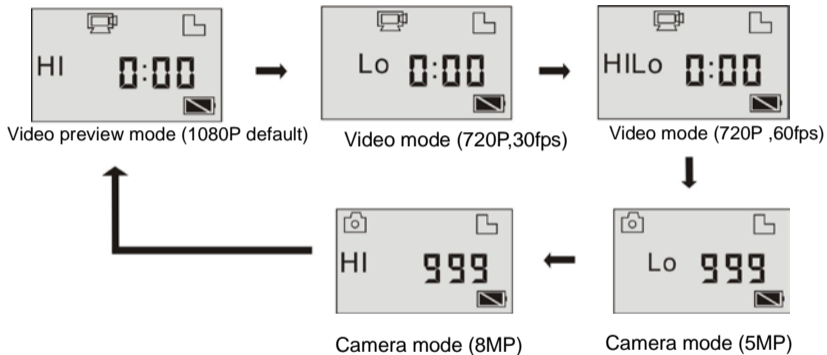 HI 0:00
Lo 0:00
HILo 0:00
Video preview mode (1080P default)
Video mode (720P,30fps)
Video mode (720P ,60fps)
HI 999
Lo 999
Camera mode (8MP)
Camera mode (5MP)